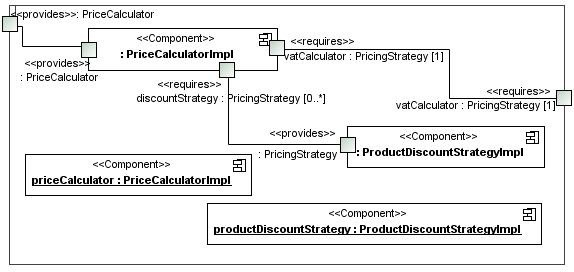 <<provides>>: PriceCalculator
<<Component>>
: PriceCalculatorImpl
<<provides>>
: PriceCalculator
<<requires>>
vatCalculator : PricingStrategy [1]
<<requires>>
discountStrategy : PricingStrategy [0..*]
<<requires>>
vatCalculator : PricingStrategy [1]
<<provides>>
: PricingStrategy
<<Component>>
: ProductDiscountStrategyImpl
<<Component>>
priceCalculator : PriceCalculatorImpl
<<Component>>
productDiscountStrategy : ProductDiscountStrategyImpl